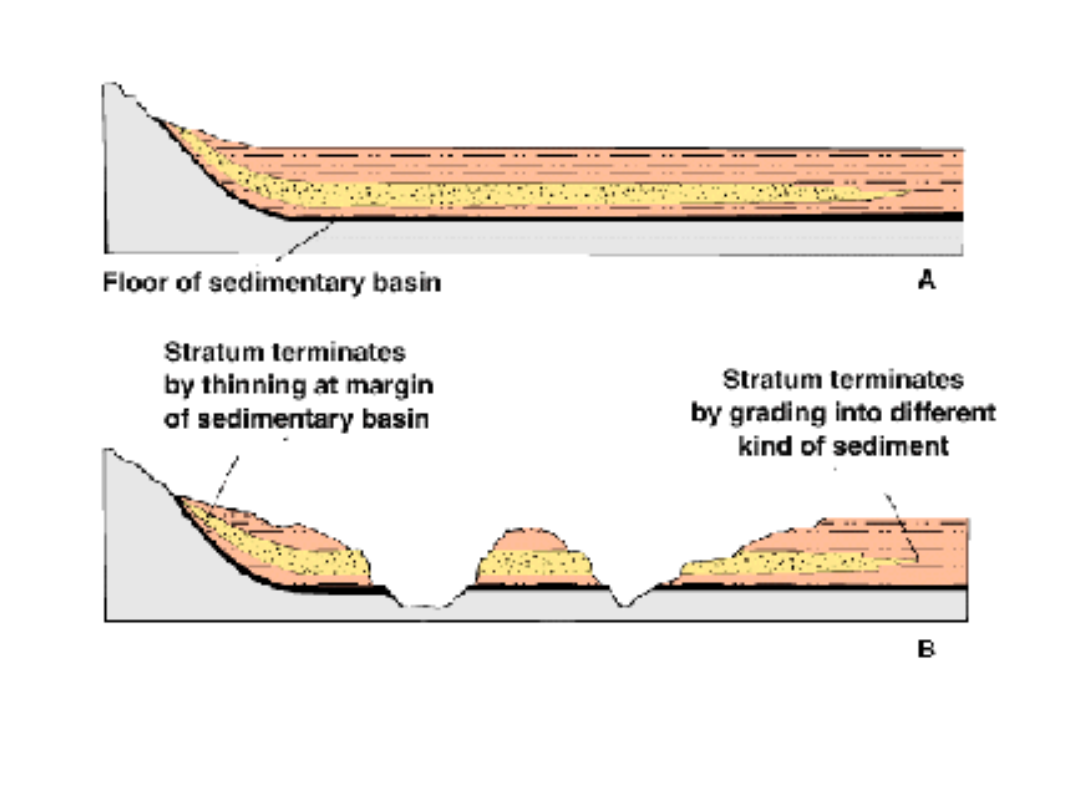 Floor of sedimentary basin
A
Stratum terminates
by thinning at margin
of sedimentary basin
Stratum terminates
by grading into different
kind of sediment
B